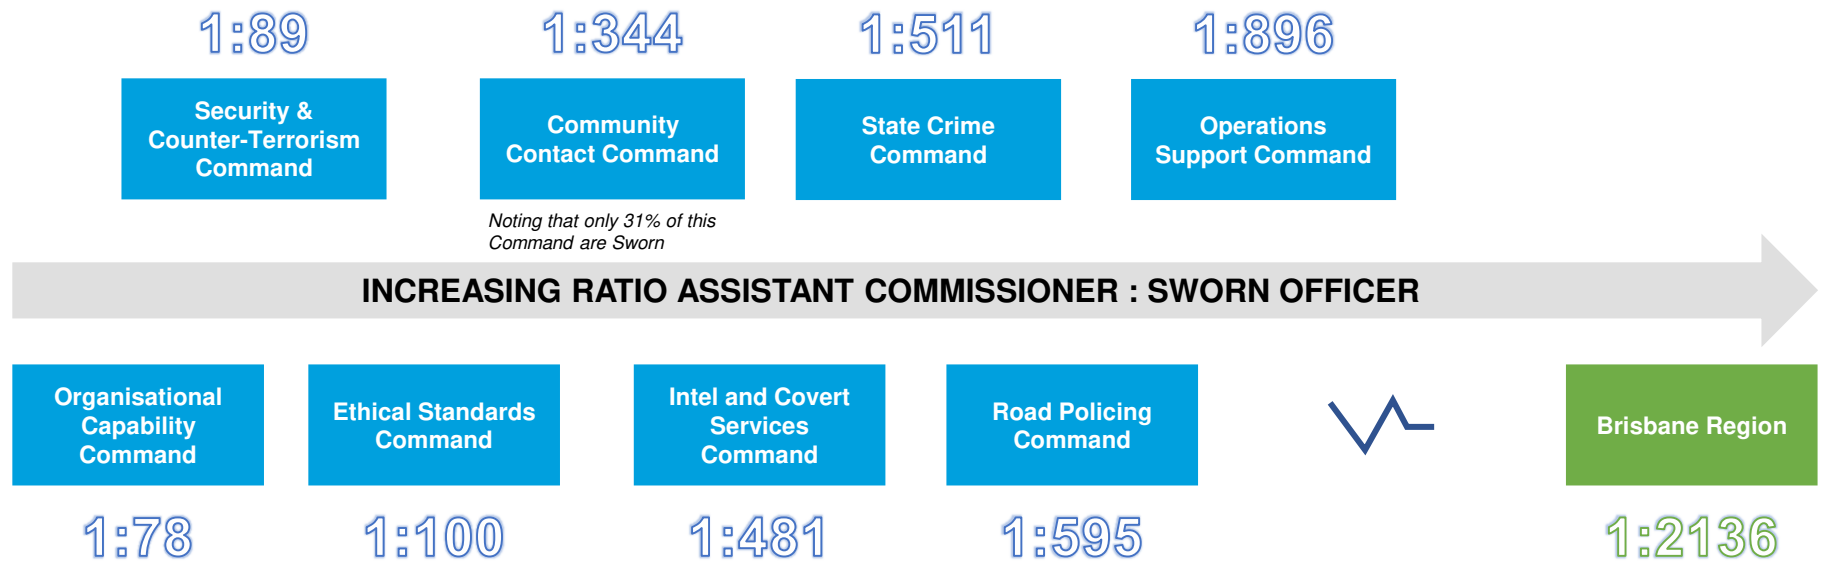 1:89
1:344
1:511
1:896
Security &
Counter-Terrorism
Command
Community
Contact Command
State Crime
Command
Operations
Support Command
Noting that only 31% of this
Command are Sworn
INCREASING RATIO ASSISTANT COMMISSIONER : SWORN OFFICER
Organisational
Capability
Command
Ethical Standards
Command
Intel and Covert
Services
Command
Road Policing
Command
Brisbane Region
1:78
1:100
1:481
1:595
1:2136